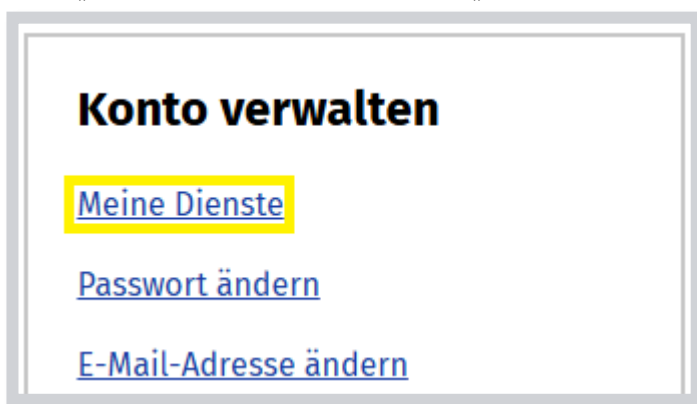 Konto verwalten
Meine Dienste
Passwort ändern
E-Mail-Adresse ändern